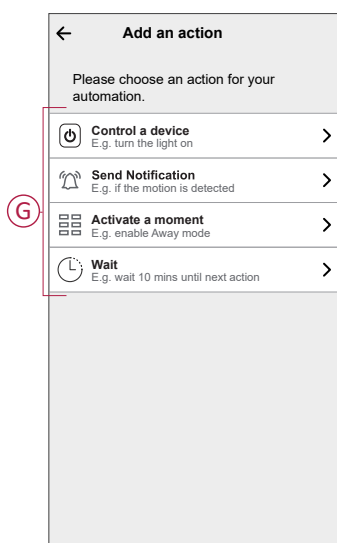 Add an action
Please choose an action for your
automation.
Control a device
E.g. turn the light on
Send Notification
E.g. if the motion is detected
G
Activate a moment
E.g. enable Away mode
Wait
E.g. wait 10 mins until next action